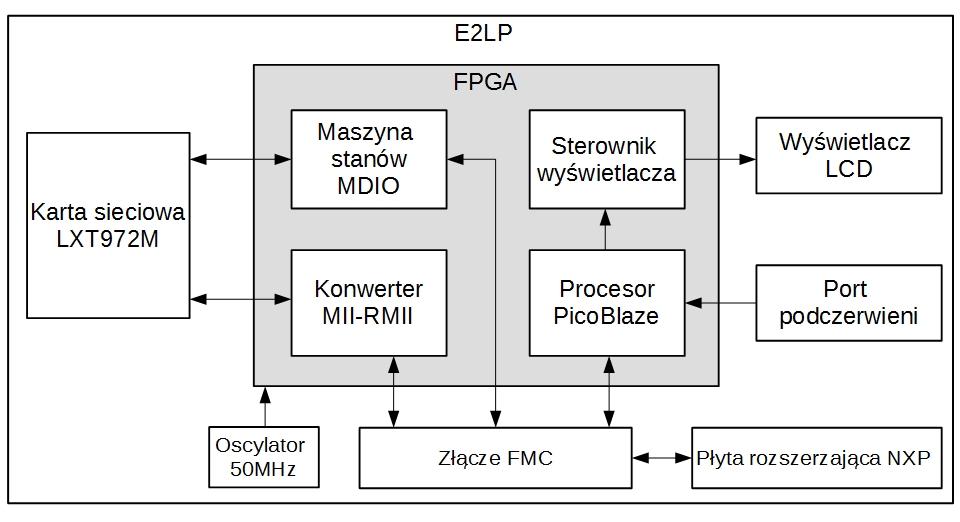 E2LP
FPGA
Maszyna
stanów
MDIO
Sterownik
wyświetlacza
Wyświetlacz
LCD
Karta sieciowa
LXT972M
Konwerter
MII-RMII
Procesor
PicoBlaze
Port
podczerwieni
Oscylator
50MHz
Złącze FMC
Płyta rozszerzająca NXP